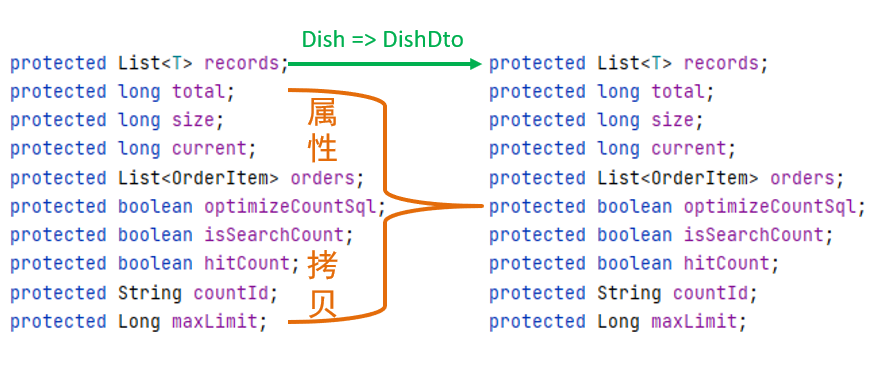 Dish => DishDto
protected List<T> records;
protected long total;
protected long size;
protected long current;
protected List<OrderItem> orders;
protected boolean optimizeCountSql;
protected boolean isSearchCount;
protected boolean hitCount;
protected String countId;
protected Long maxLimit;
属
性
拷
贝
protected List<T> records;
protected long total;
protected long size;
protected long current;
protected List<OrderItem> orders;
protected boolean optimizeCountSql;
protected boolean isSearchCount;
protected boolean hitCount;
protected String countId;
protected Long maxLimit;